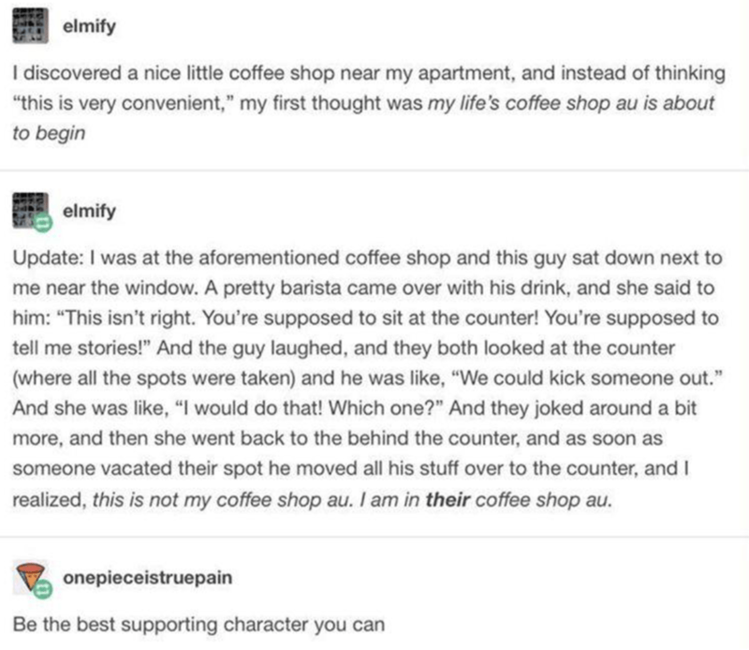 elmify
I discovered a nice little coffee shop near my apartment, and instead of thinking
“this is very convenient,” my first thought was my life’s coffee shop au is about
to begin
elmify
Update: I was at the aforementioned coffee shop and this guy sat down next to
me near the window. A pretty barista came over with his drink, and she said to
him: “This isn’t right. You’re supposed to sit at the counter! You’re supposed to
tell me stories!” And the guy laughed, and they both looked at the counter
(where all the spots were taken) and he was like, “We could kick someone out.”
And she was like, “I would do that! Which one?” And they joked around a bit
more, and then she went back to the behind the counter, and as soon as
someone vacated their spot he moved all his stuff over to the counter, and I
realized, this is not my coffee shop au. I am in their coffee shop au.
onepieceistruepain
Be the best supporting character you can